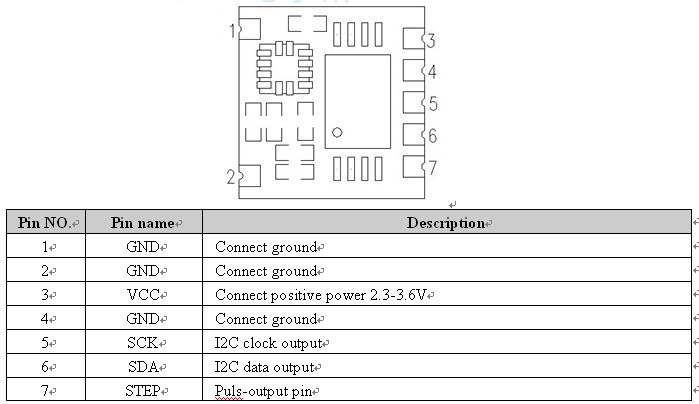 1
2
3
4
5
6
7
Pin NO. Pin name Description
1 GND Connect ground
2 GND Connect ground
3 VCC Connect positive power 2.3-3.6V
4 GND Connect ground
5 SCK I2C clock output
6 SDA I2C data output
7 STEP Puls-output pin